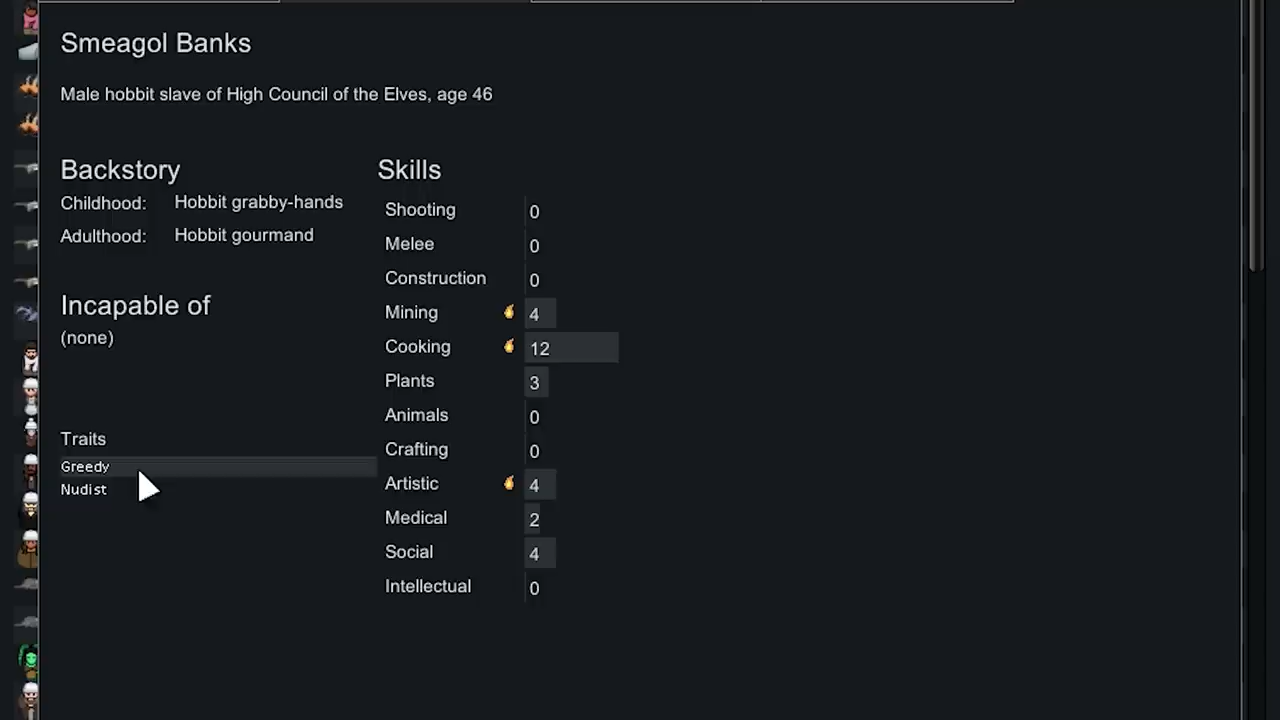 Smeagol Banks
Male hobbit slave of High Council of the Elves, age 46
Backstory
Childhood: Hobbit grabby-hands
Adulthood: Hobbit gourmand
Incapable of
(none)
Traits
Greedy
Nudist
Skills
Shooting 0
Melee 0
Construction 0
Mining 4
Cooking 12
Plants 3
Animals 0
Crafting 0
Artistic 4
Medical 2
Social 4
Intellectual 0